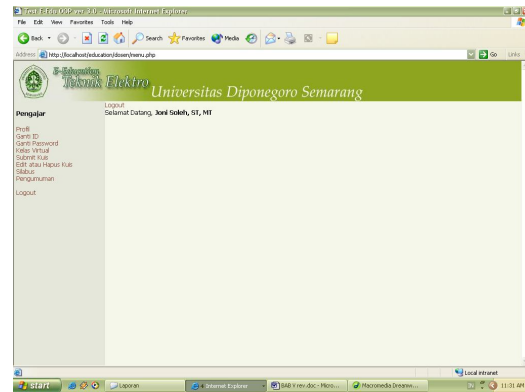 Test E-Edu OOP ver 3.0 - Microsoft Internet Explorer
File Edit View Favorites Tools Help
Back Search Favorites Media
Address http://localhost/education/dosen/menu.php Go Links
E-Education
Teknik Elektro
Universitas Diponegoro Semarang
Logout
Selamat Datang, Joni Soleh, ST, MT
Pengajar
Profil
Ganti ID
Ganti Password
Kelas Virtual
Submit Kuis
Edit atau Hapus Kuis
Silabus
Pengumuman
Logout
Local intranet
start Laporan 4 Internet Explorer BAB V rev.doc - Micro... Macromedia Dreamw... 11:31 AM